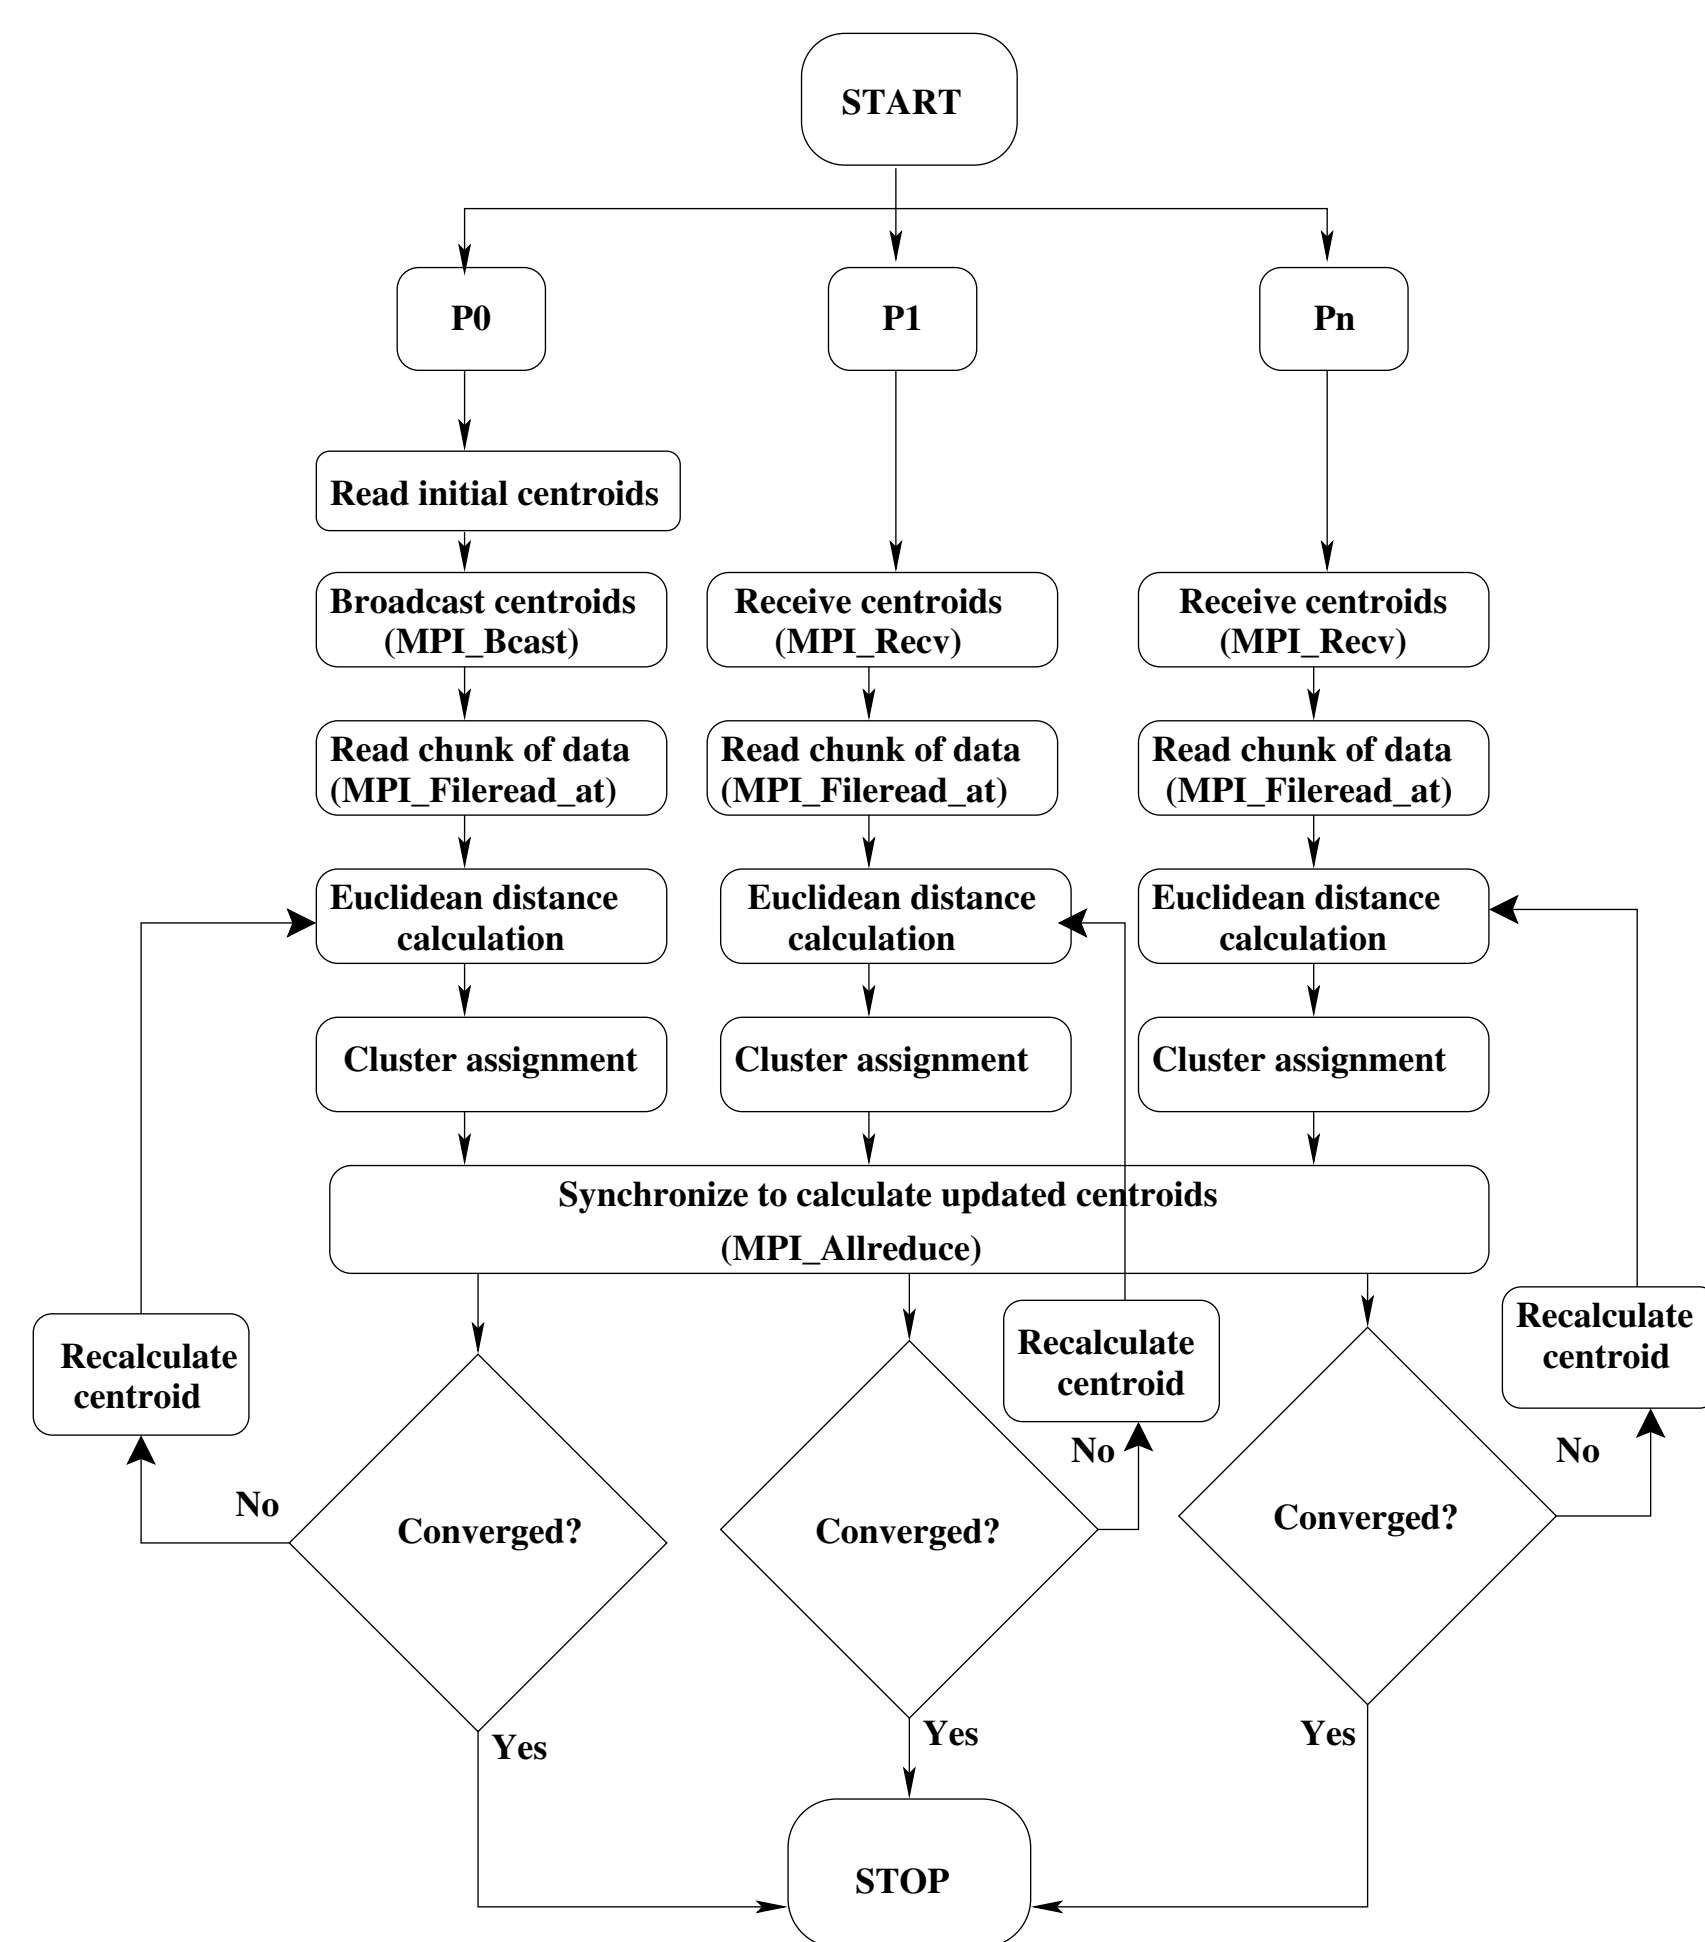 START
P0
P1
Pn
Read initial centroids
Broadcast centroids
(MPI_Bcast)
Receive centroids
(MPI_Recv)
Receive centroids
(MPI_Recv)
Read chunk of data
(MPI_Fileread_at)
Read chunk of data
(MPI_Fileread_at)
Read chunk of data
(MPI_Fileread_at)
Euclidean distance
calculation
Euclidean distance
calculation
Euclidean distance
calculation
Cluster assignment
Cluster assignment
Cluster assignment
Synchronize to calculate updated centroids
(MPI_Allreduce)
Recalculate
centroid
Recalculate
centroid
Recalculate
centroid
No
No
No
Converged?
Converged?
Converged?
Yes
Yes
Yes
STOP